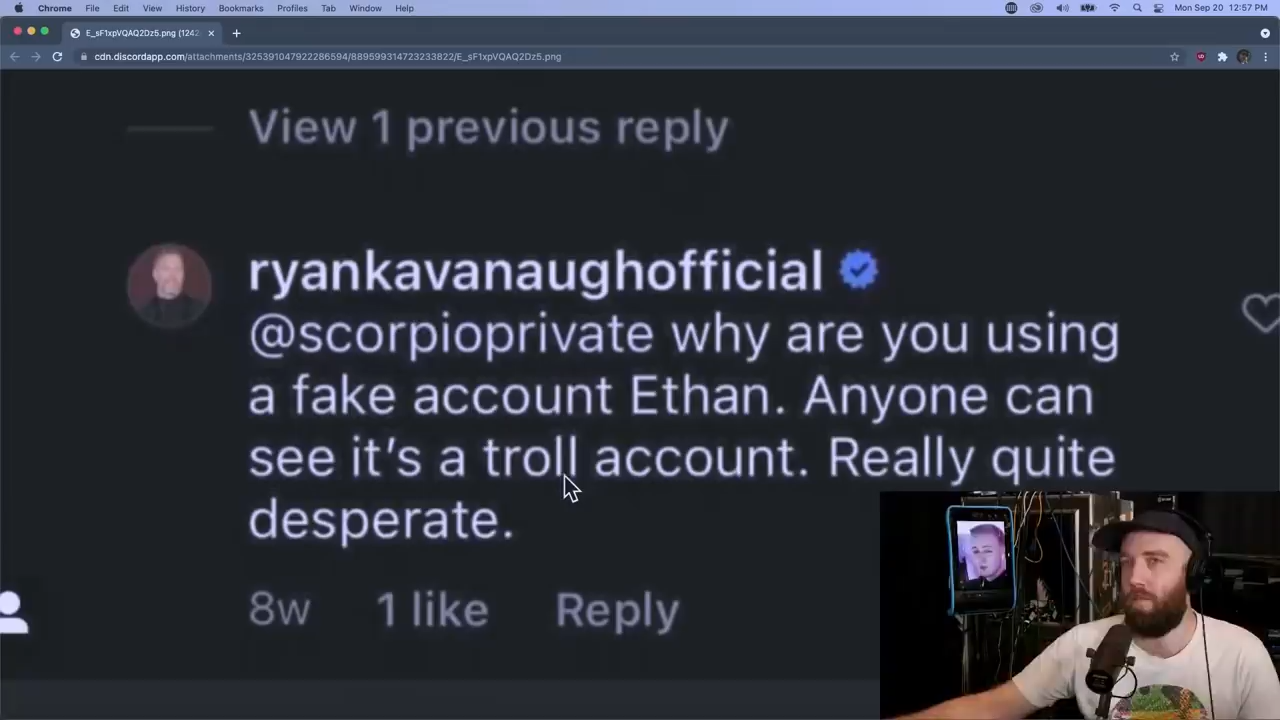 Chrome File Edit View History Bookmarks Profiles Tab Window Help Mon Sep 20 12:57 PM
E_sF1xpVQAQ2Dz5.png (1242
cdn.discordapp.com/attachments/325391047922286594/889599314723233822/E_sF1xpVQAQ2Dz5.png
View 1 previous reply
ryankavanaughofficial
@scorpioprivate why are you using
a fake account Ethan. Anyone can
see it’s a troll account. Really quite
desperate.
8w 1 like Reply